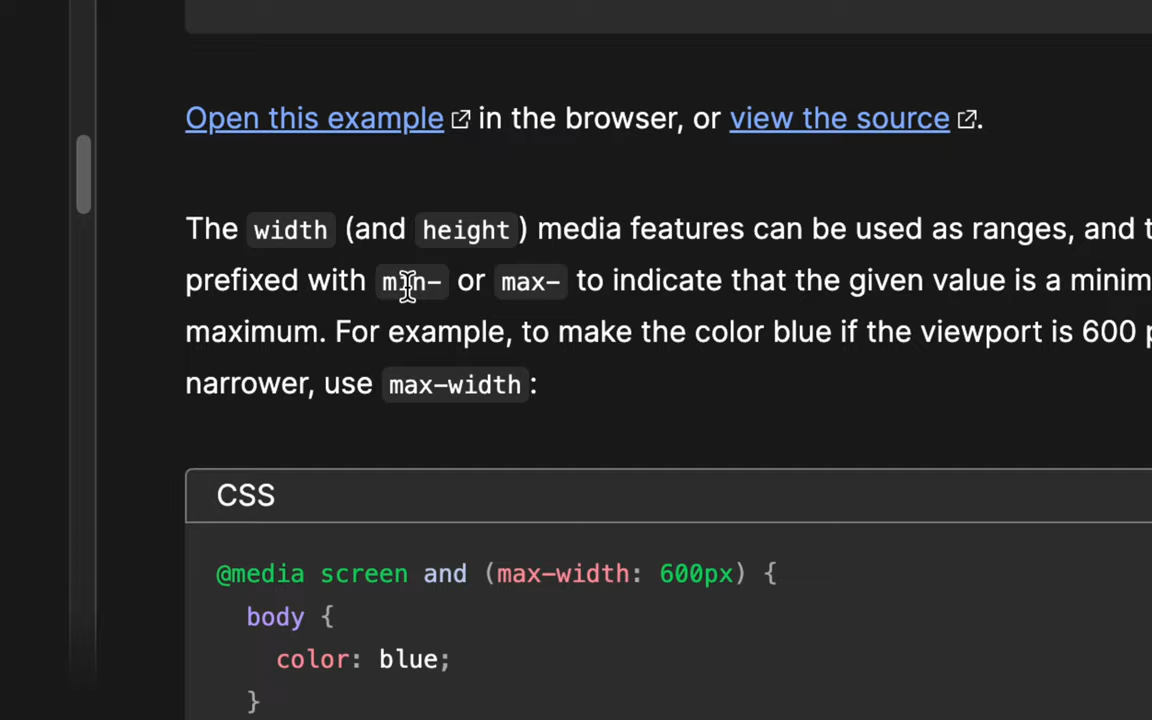 Open this example in the browser, or view the source.
The width (and height) media features can be used as ranges, and
prefixed with min- or max- to indicate that the given value is a
maximum. For example, to make the color blue if the viewport is 600
narrower, use max-width:
CSS
@media screen and (max-width: 600px) {
body {
color: blue;
}